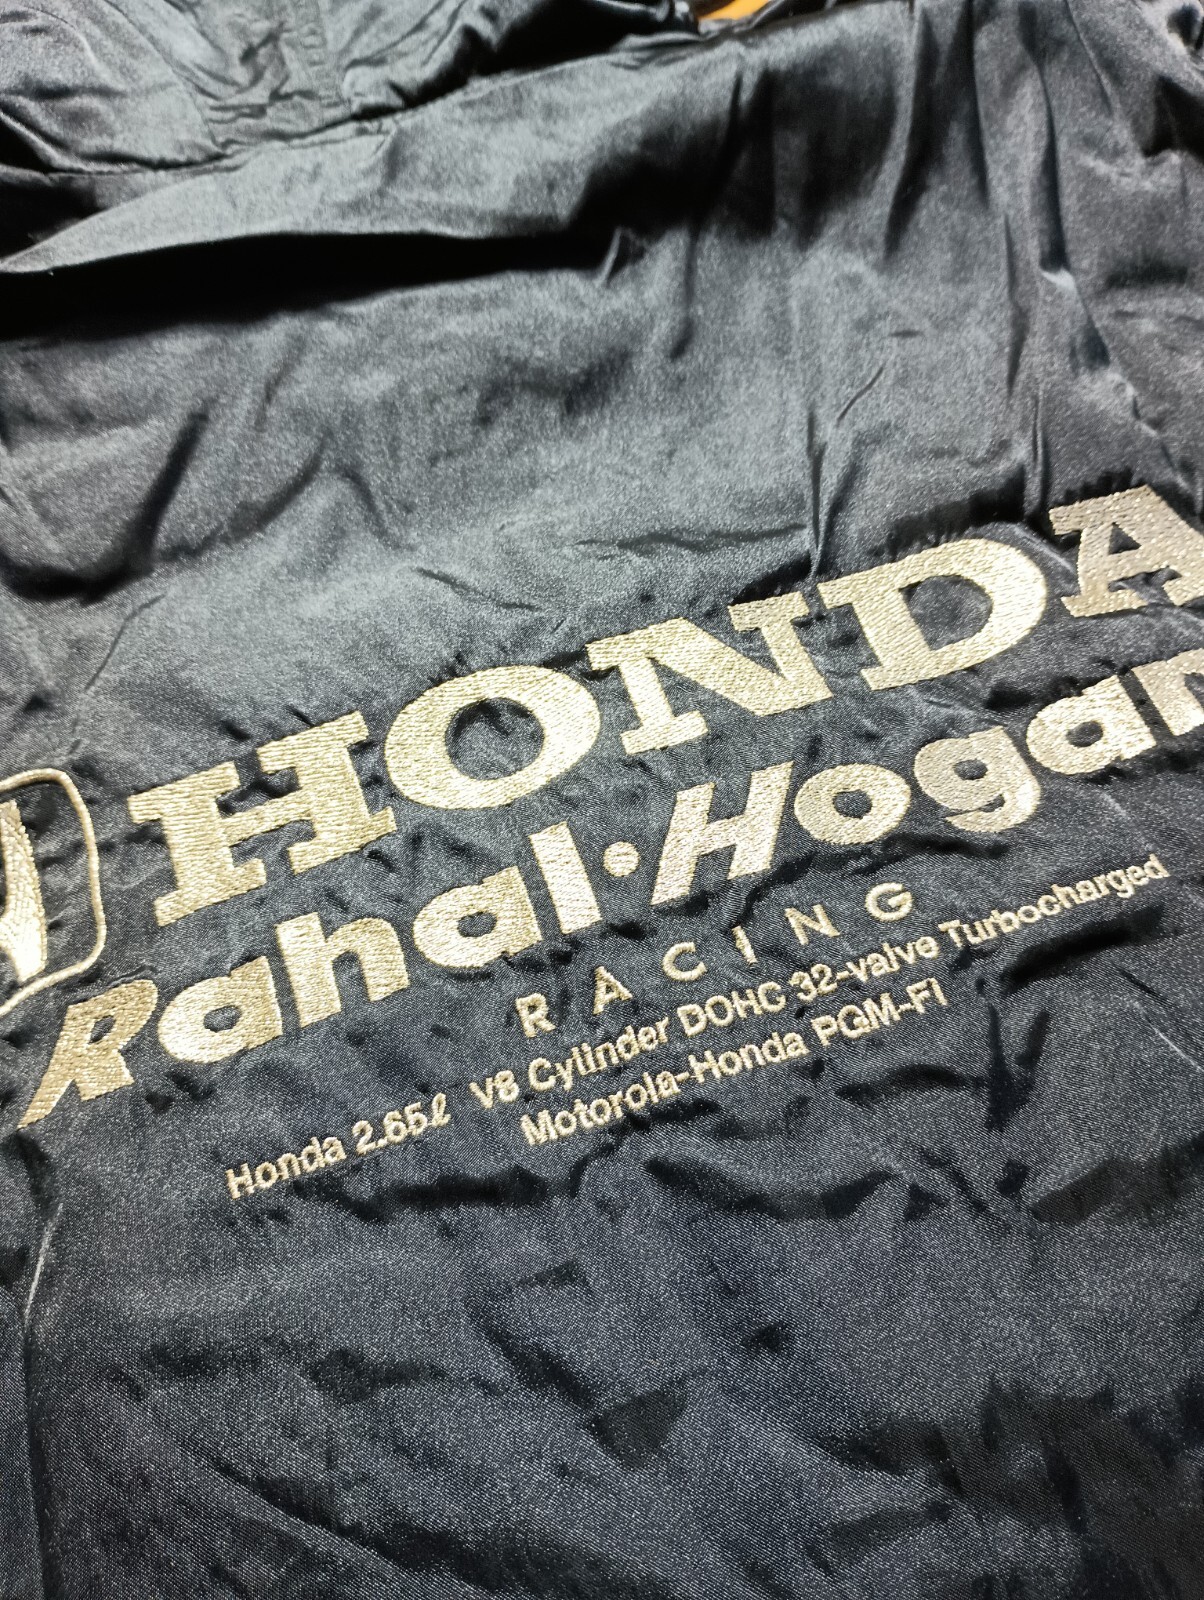 HONDA
Rahal·Hogan
RACING
Honda 2.65ℓ V8 Cylinder DOHC 32-valve Turbocharged
Motorola-Honda PGM-FI